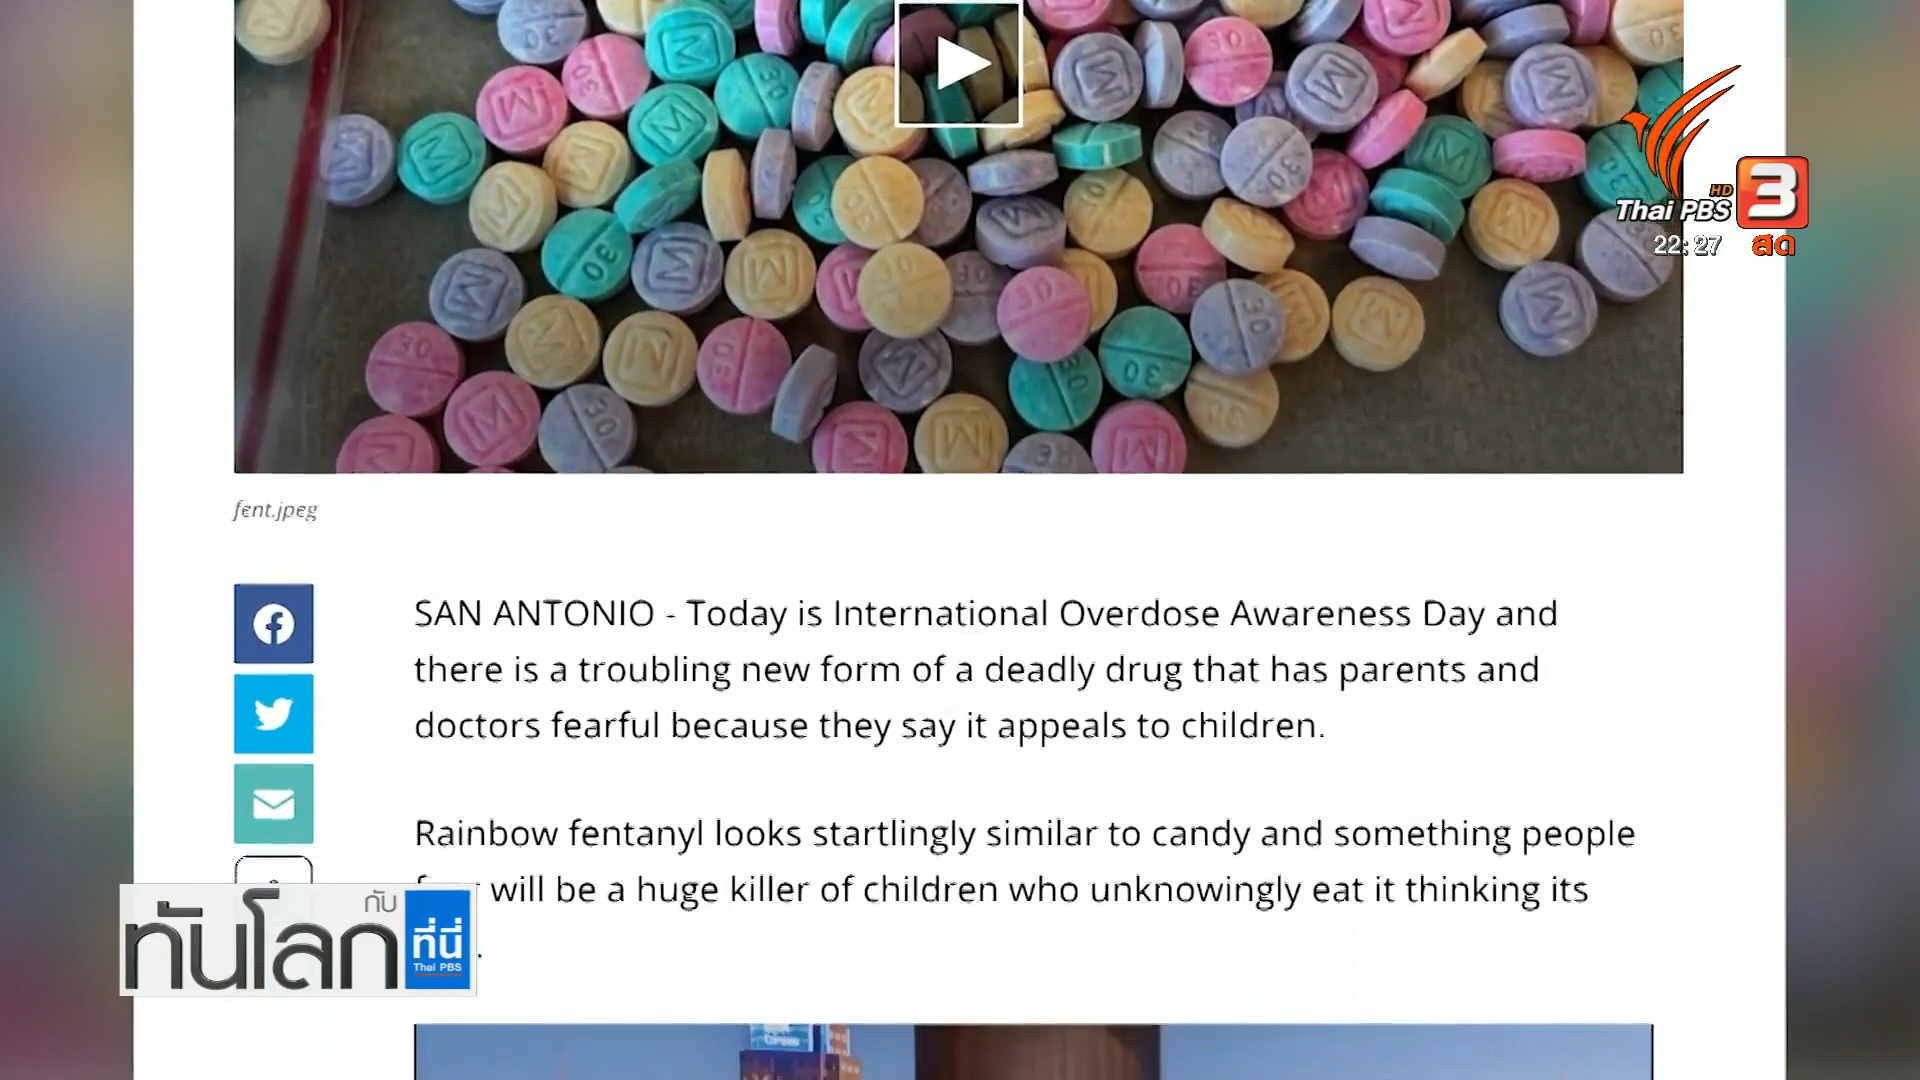 HD
Thai PBS 3
22:27 สด
fent.jpeg
SAN ANTONIO - Today is International Overdose Awareness Day and
there is a troubling new form of a deadly drug that has parents and
doctors fearful because they say it appeals to children.
Rainbow fentanyl looks startlingly similar to candy and something people
will be a huge killer of children who unknowingly eat it thinking its
ทันโลก กับ ที่นี่
Thai PBS